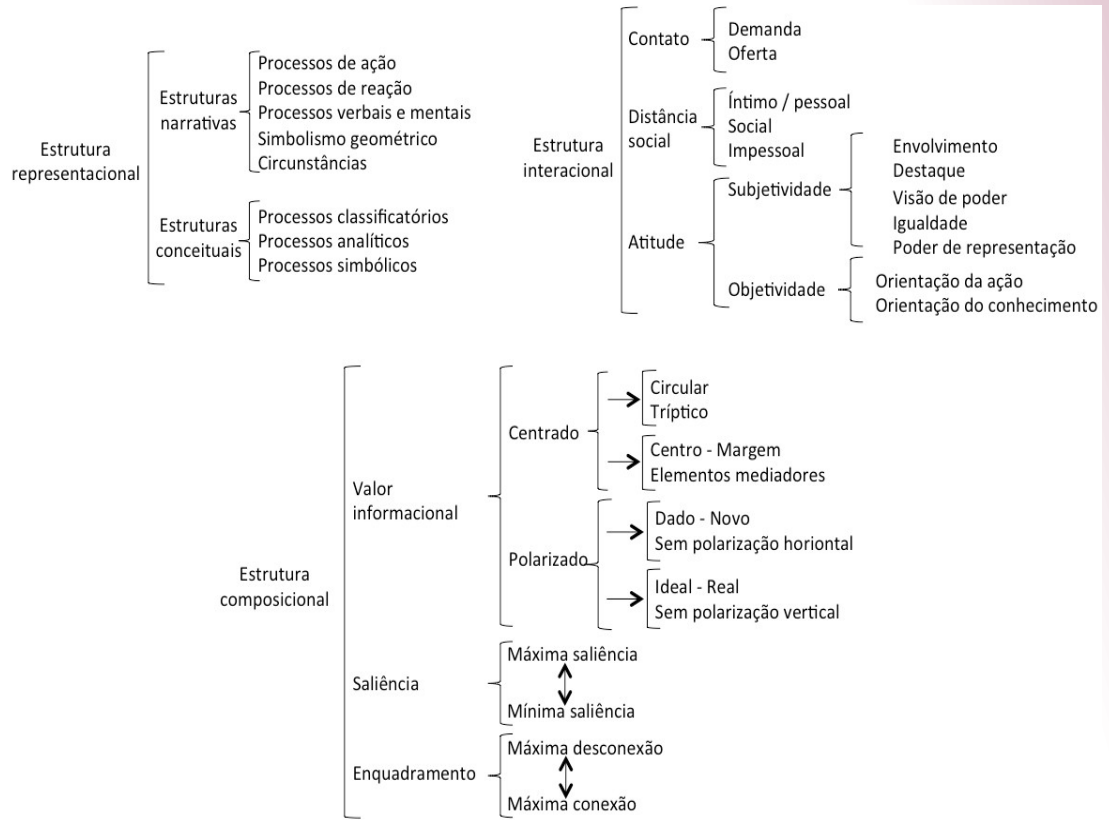 Estrutura
representacional
Estruturas
narrativas
Processos de ação
Processos de reação
Processos verbais e mentais
Simbolismo geométrico
Circunstâncias
Estruturas
conceituais
Processos classificatórios
Processos analíticos
Processos simbólicos
Estrutura
interacional
Contato
Demanda
Oferta
Distância
social
Íntimo / pessoal
Social
Impessoal
Atitude
Subjetividade
Envolvimento
Destaque
Visão de poder
Igualdade
Poder de representação
Objetividade
Orientação da ação
Orientação do conhecimento
Estrutura
composicional
Valor
informacional
Centrado
Circular
Tríptico
Centro - Margem
Elementos mediadores
Polarizado
Dado - Novo
Sem polarização horiontal
Ideal - Real
Sem polarização vertical
Saliência
Máxima saliência
Mínima saliência
Enquadramento
Máxima desconexão
Máxima conexão